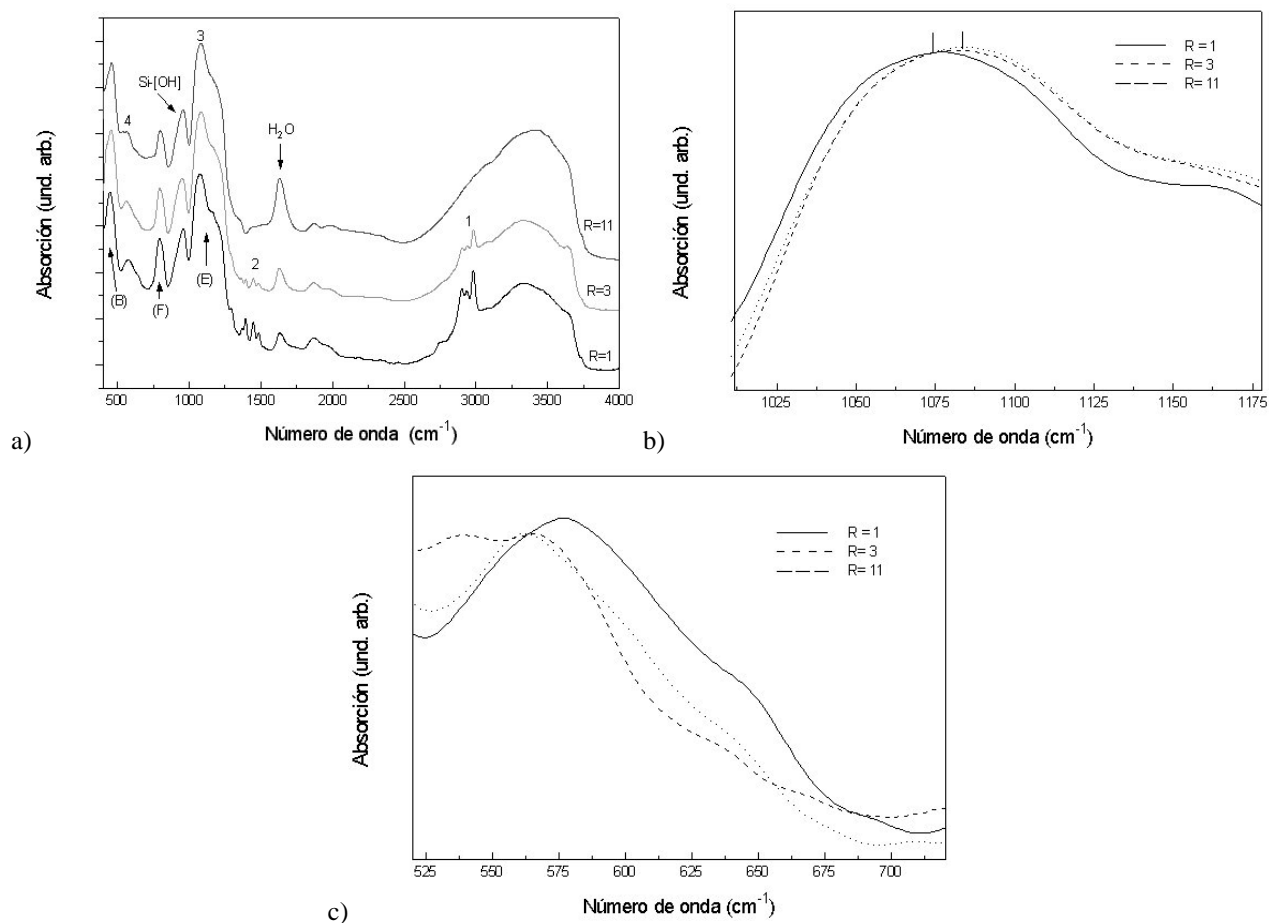 3
Si-[OH]
4
H₂O
1
2
R=11
R=3
R=1
(B)
(F)
(E)
Absorción (und. arb.)
500 1000 1500 2000 2500 3000 3500 4000
Número de onda (cm⁻¹)
a)
R = 1
R = 3
R= 11
Absorción (und. arb.)
1025 1050 1075 1100 1125 1150 1175
Número de onda (cm⁻¹)
b)
R = 1
R= 3
R= 11
Absorción (und. arb.)
525 550 575 600 625 650 675 700
Número de onda (cm⁻¹)
c)